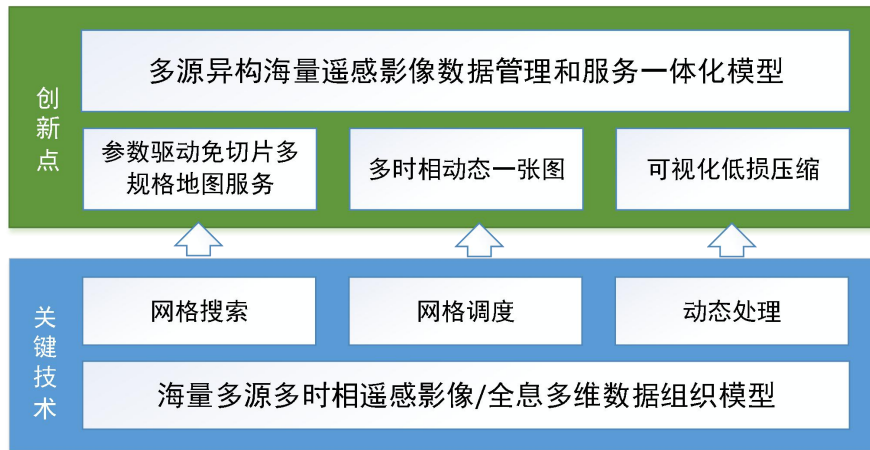 创新点
多源异构海量遥感影像数据管理和服务一体化模型
参数驱动免切片多
规格地图服务
多时相动态一张图
可视化低损压缩
关键技术
网格搜索
网格调度
动态处理
海量多源多时相遥感影像/全息多维数据组织模型